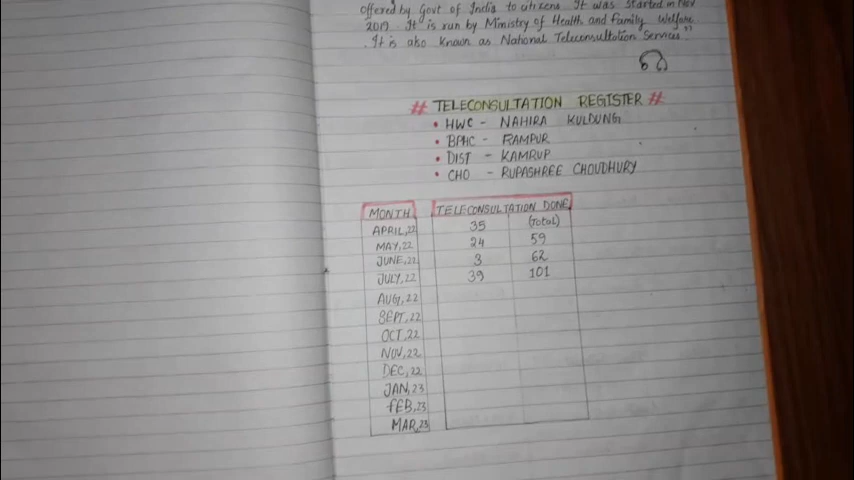 offered by Govt of India to citizens. It was started in Nov
2019. It is run by Ministry of Health and Family Welfare.
It is also known as National Teleconsultation Services"
# TELECONSULTATION REGISTER #
• HWC - NAHIRA KULDUNG
• BPHC - RAMPUR
• DIST - KAMRUP
• CHO - RUPASHREE CHOUDHURY
MONTH TELECONSULTATION DONE
APRIL,22 35 (Total)
MAY,22 24 59
JUNE,22 3 62
JULY,22 39 101
AUG,22
SEPT,22
OCT,22
NOV,22
DEC,22
JAN,23
FEB,23
MAR,23